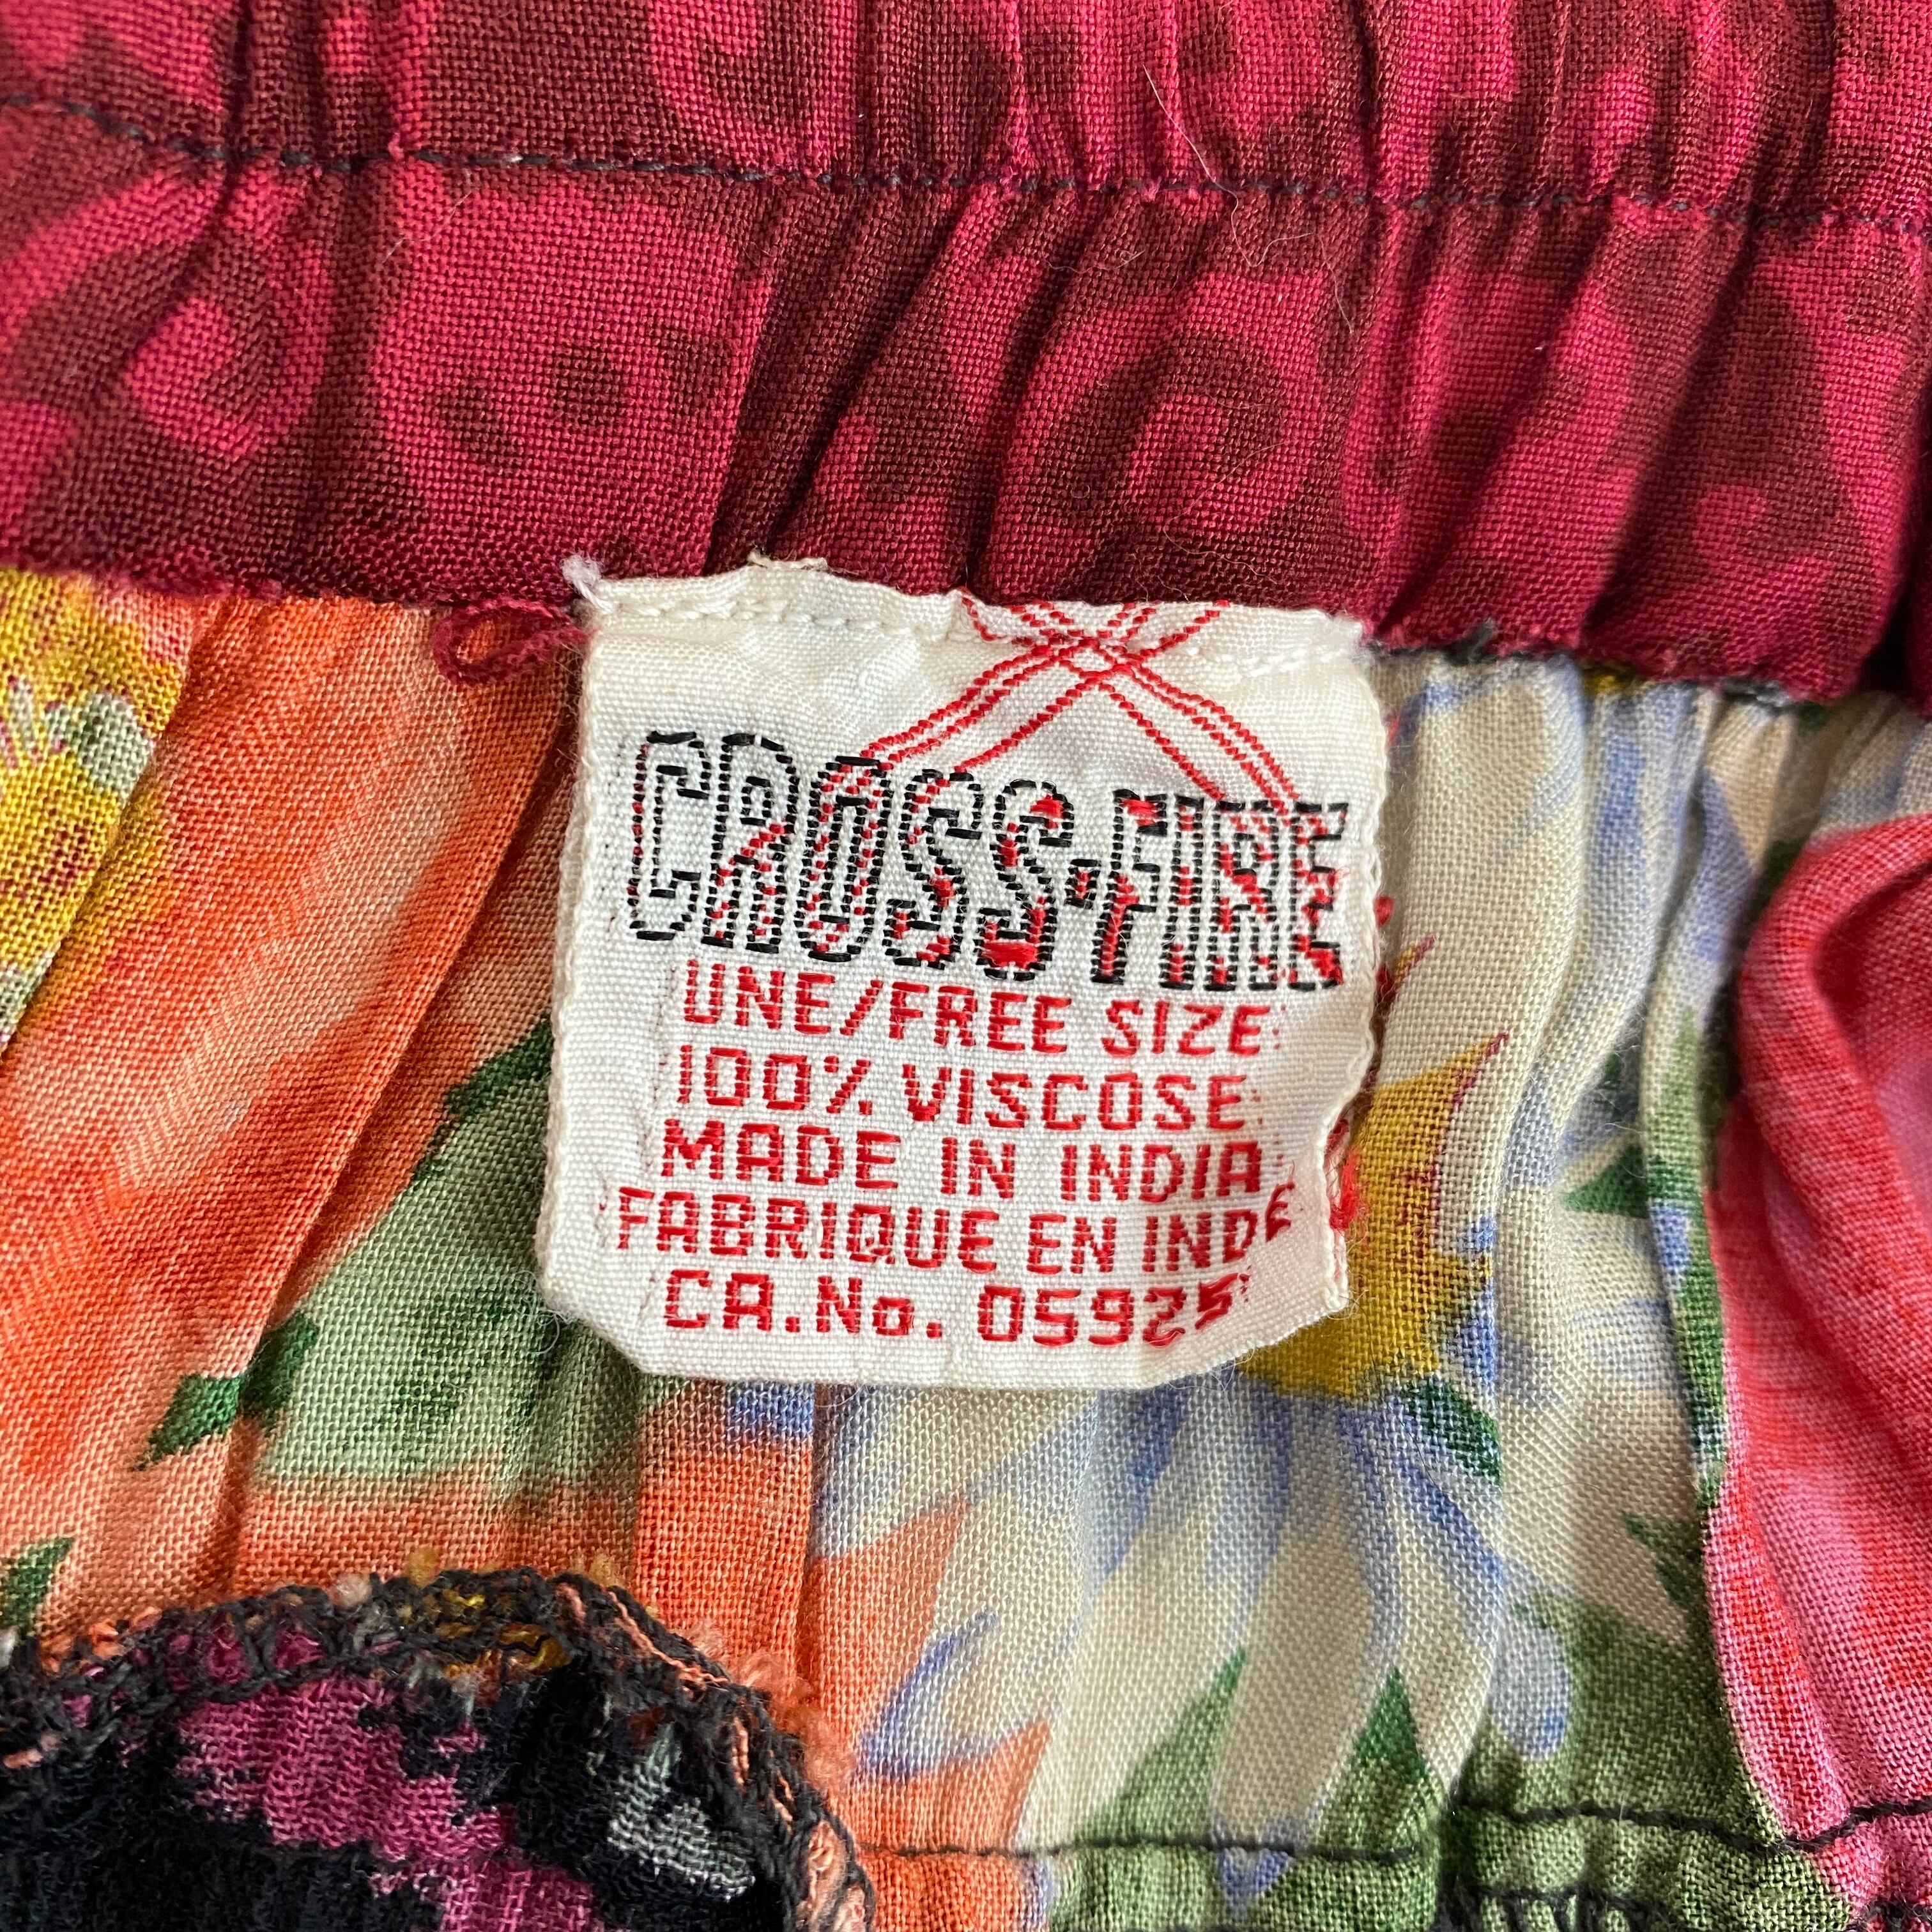 CROSS-FIRE
UNE/FREE SIZE
100% VISCOSE
MADE IN INDIA
FABRIQUE EN INDE
CA.No. 05925